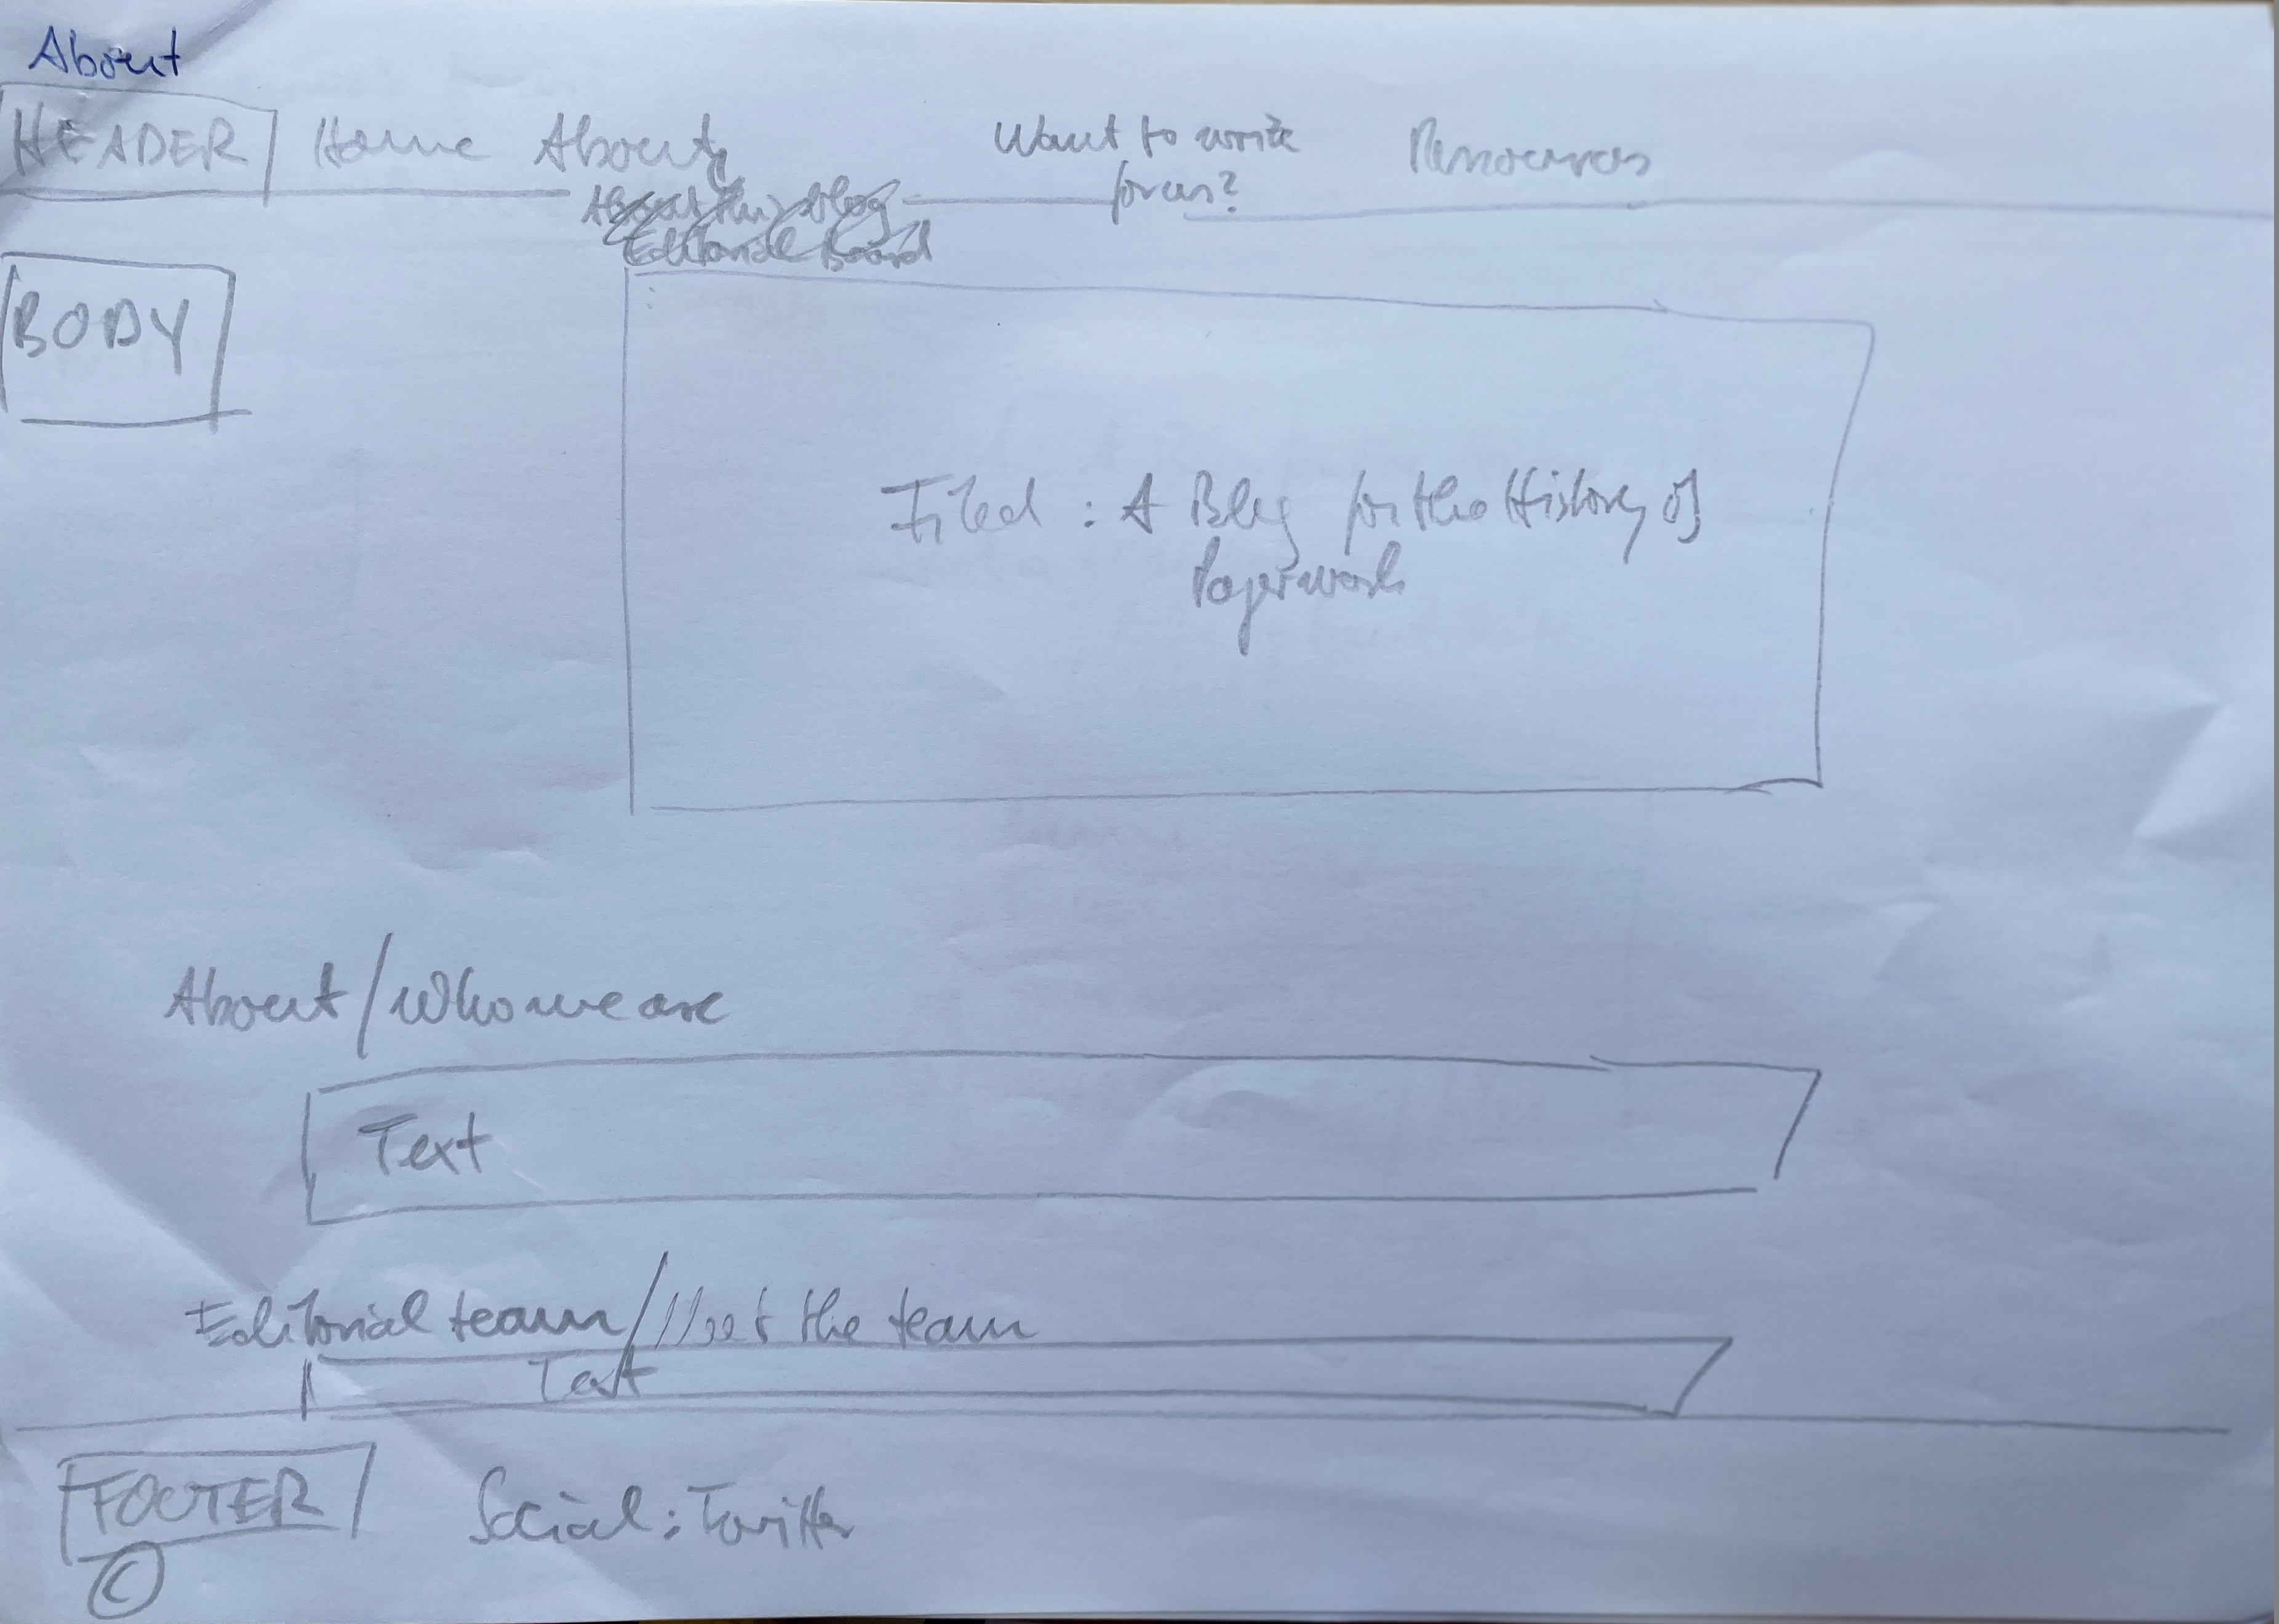 About
HEADER Home About Want to write
for us? Resources
About this blog
Editorial Board
BODY
Filed : A Blog for the History of
Paperwork
About/Who we are
Text
Editorial team/Meet the team
Text
FOOTER Social : Twitter
©